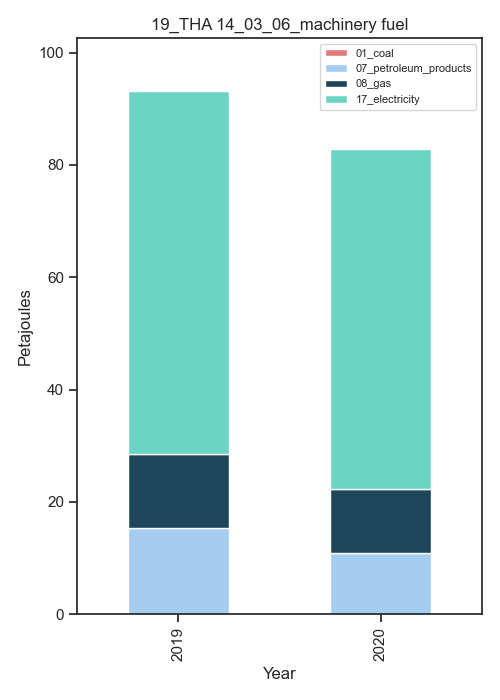 19_THA 14_03_06_machinery fuel
01_coal
07_petroleum_products
08_gas
17_electricity
100
80
60
40
20
0
Petajoules
2019
2020
Year